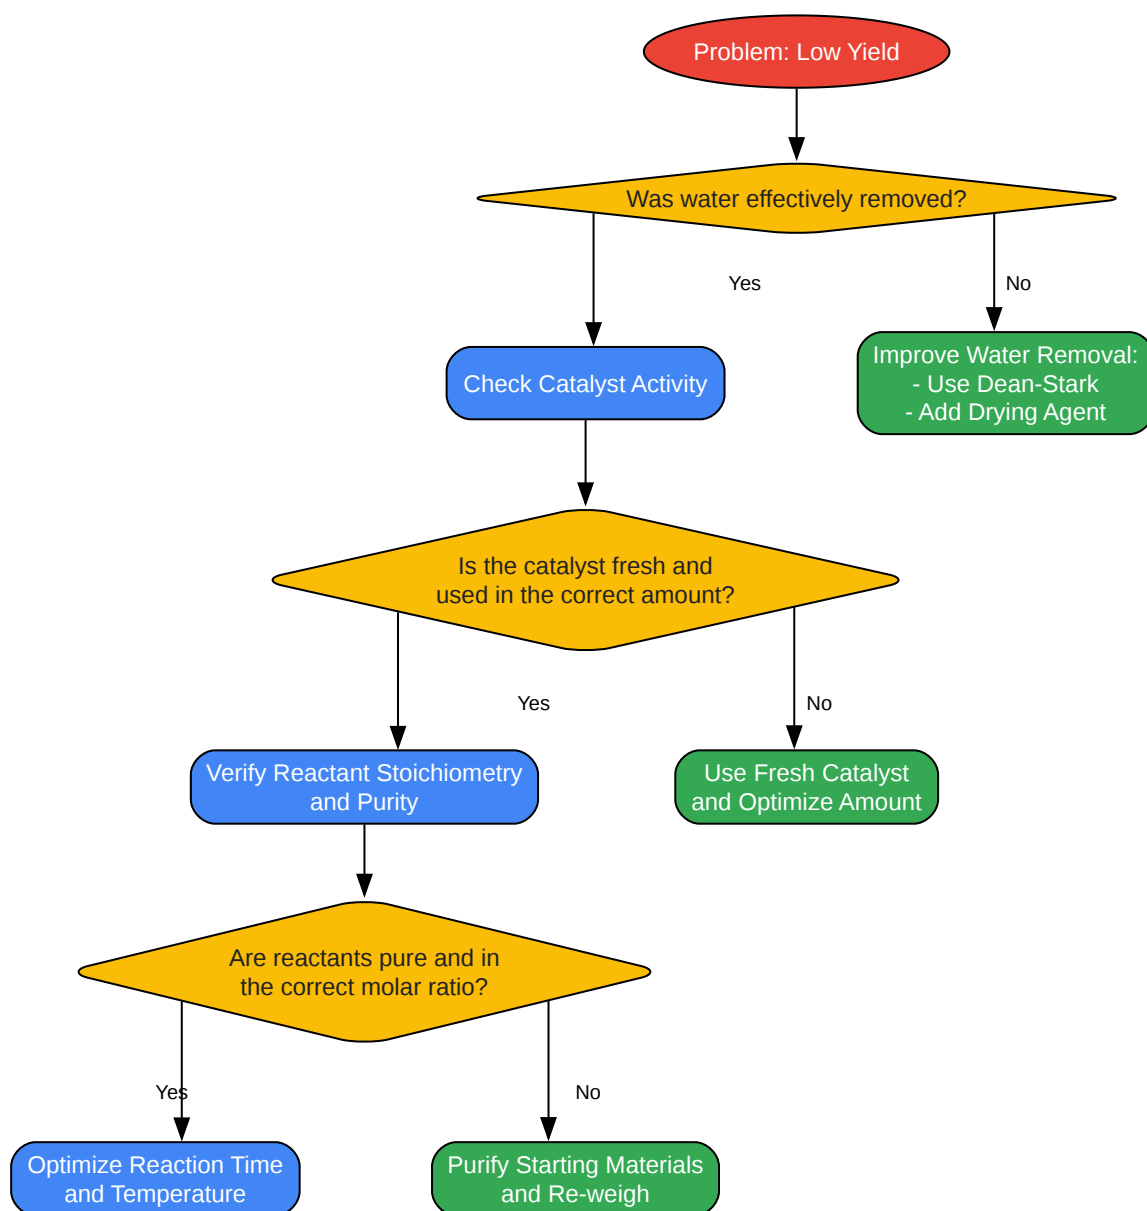 Problem: Low Yield
Was water effectively removed?
Yes
No
Improve Water Removal:
- Use Dean-Stark
- Add Drying Agent
Check Catalyst Activity
Is the catalyst fresh and
used in the correct amount?
Yes
No
Verify Reactant Stoichiometry
and Purity
Use Fresh Catalyst
and Optimize Amount
Are reactants pure and in
the correct molar ratio?
Yes
No
Optimize Reaction Time
and Temperature
Purify Starting Materials
and Re-weigh